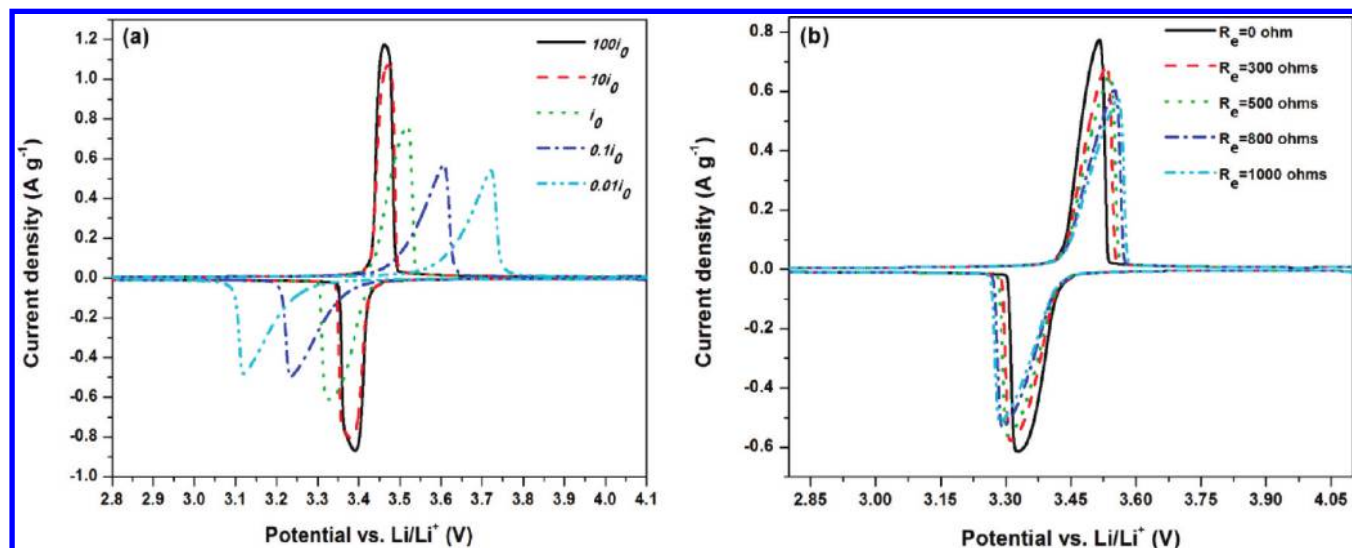 (a)
100i0
10i0
i0
0.1i0
0.01i0
1.2
1.0
0.8
0.6
0.4
0.2
0.0
-0.2
-0.4
-0.6
-0.8
-1.0
Current density (A g-1)
2.8 2.9 3.0 3.1 3.2 3.3 3.4 3.5 3.6 3.7 3.8 3.9 4.0 4.1
Potential vs. Li/Li+ (V)
(b)
Re=0 ohm
Re=300 ohms
Re=500 ohms
Re=800 ohms
Re=1000 ohms
0.8
0.6
0.4
0.2
0.0
-0.2
-0.4
-0.6
Current density (A g-1)
2.85 3.00 3.15 3.30 3.45 3.60 3.75 3.90 4.05
Potential vs. Li/Li+ (V)